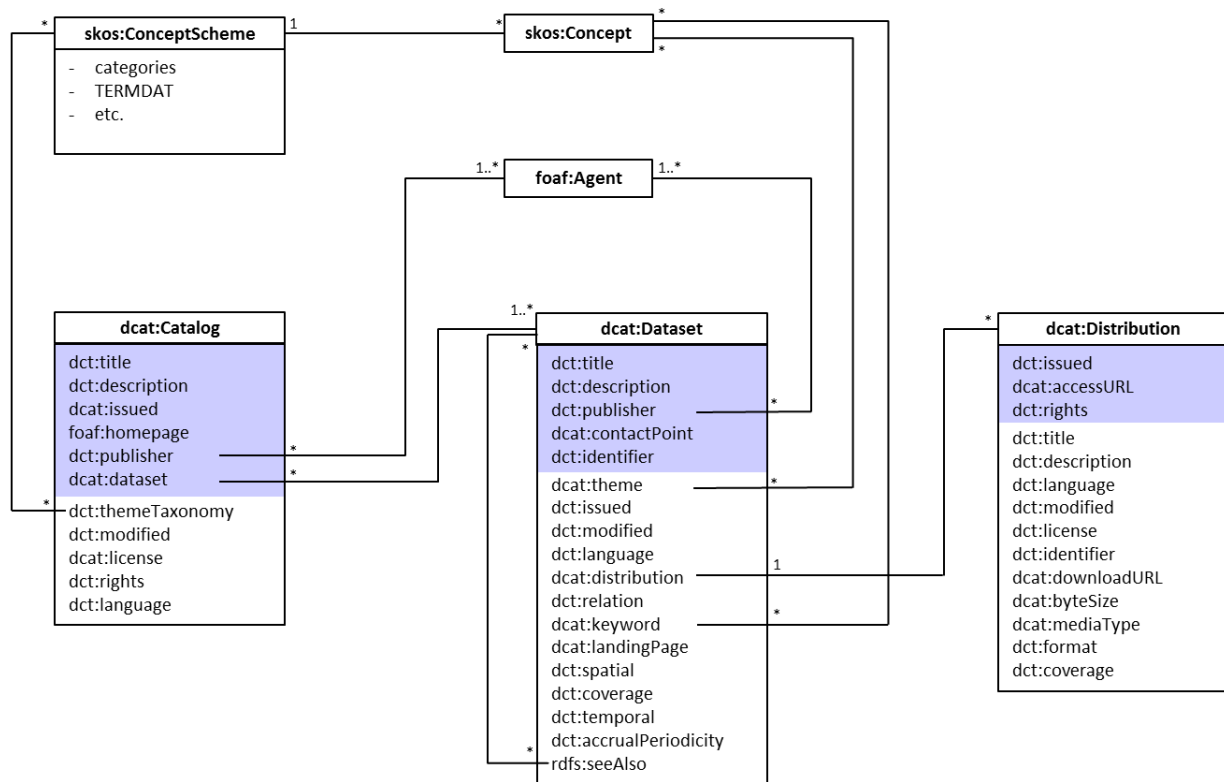 *
skos:ConceptScheme
1
*
skos:Concept
*
*
- categories
- TERMDAT
- etc.
1..*
foaf:Agent
1..*
dcat:Catalog
dct:title
dct:description
dcat:issued
foaf:homepage
dct:publisher
*
dcat:dataset
*
*
dct:themeTaxonomy
dct:modified
dcat:license
dct:rights
dct:language
1..*
dcat:Dataset
*
dct:title
dct:description
dct:publisher
*
dcat:contactPoint
dct:identifier
dcat:theme
*
dct:issued
dct:modified
dct:language
dcat:distribution
1
dct:relation
dcat:keyword
*
dcat:landingPage
dct:spatial
dct:coverage
dct:temporal
dct:accrualPeriodicity
*
rdfs:seeAlso
*
dcat:Distribution
dct:issued
dcat:accessURL
dct:rights
dct:title
dct:description
dct:language
dct:modified
dct:license
dct:identifier
dcat:downloadURL
dcat:byteSize
dcat:mediaType
dct:format
dct:coverage